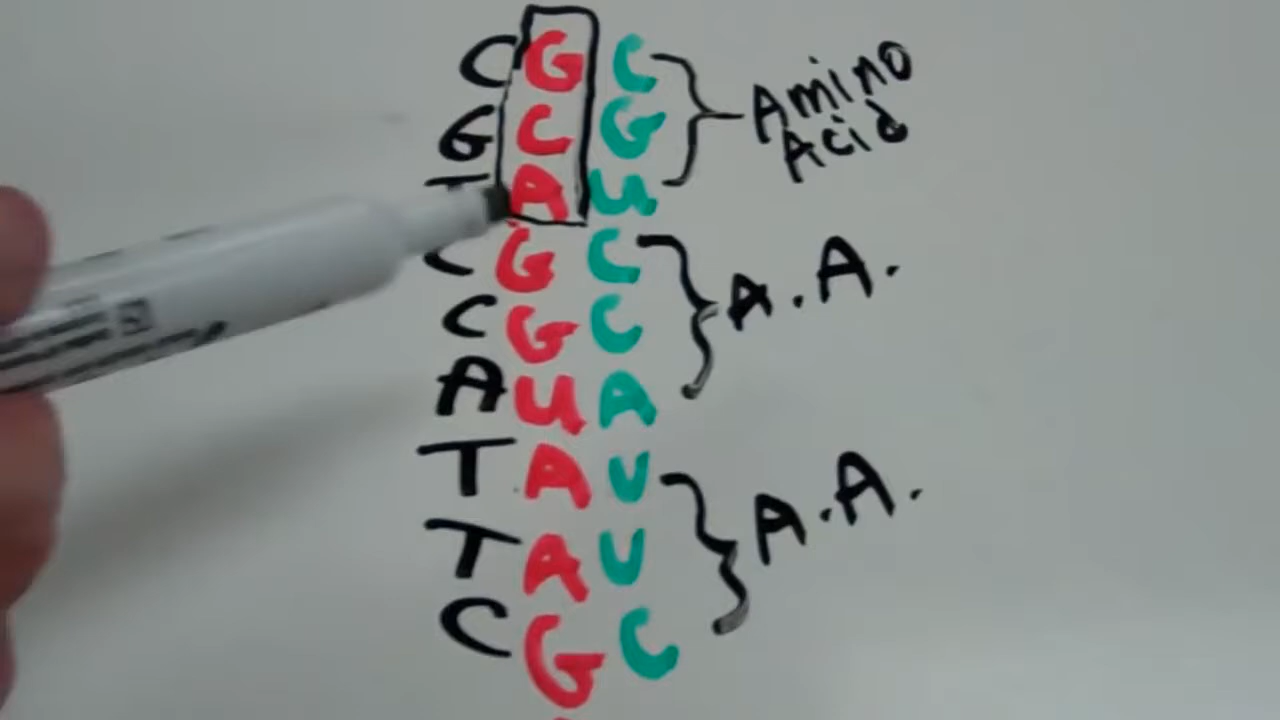 C G C Amino
G C G Acid
T A U
C G C A.A.
C G C
A U A
T A U A.A.
T A U
C G C